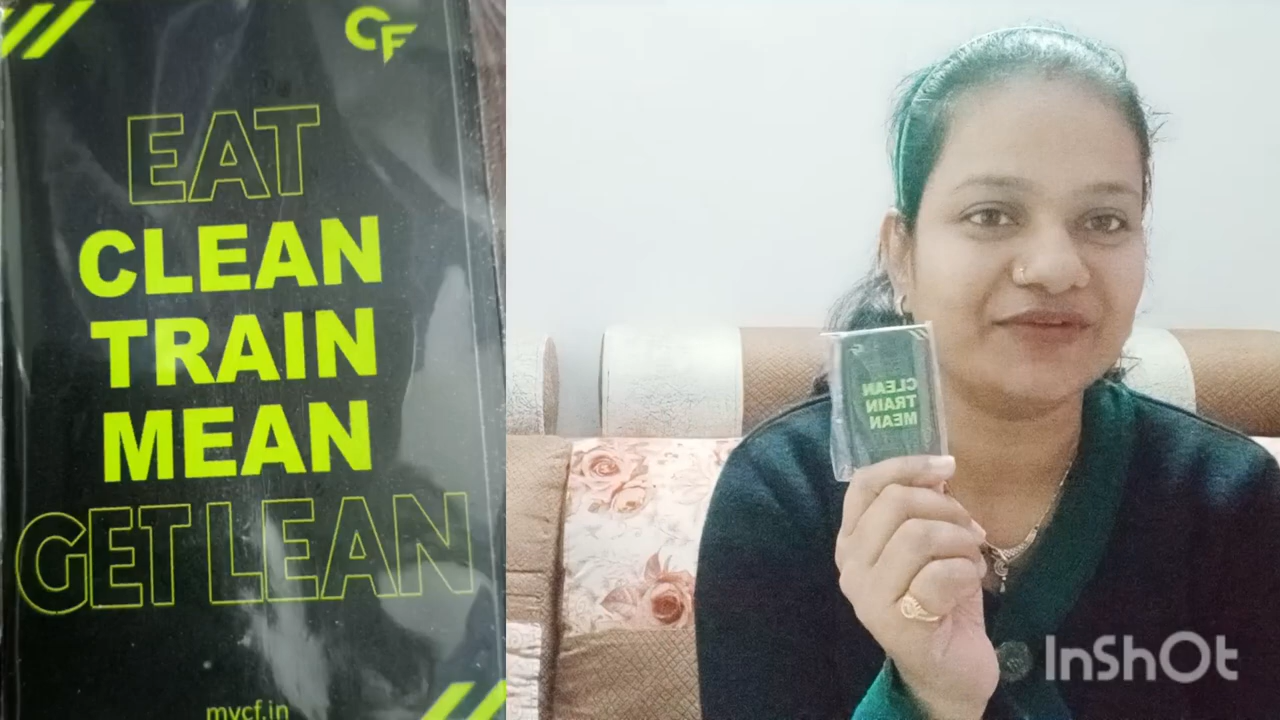 CF
EAT
CLEAN
TRAIN
MEAN
GET LEAN
mycf.in
CLEAN
TRAIN
MEAN
InShOt